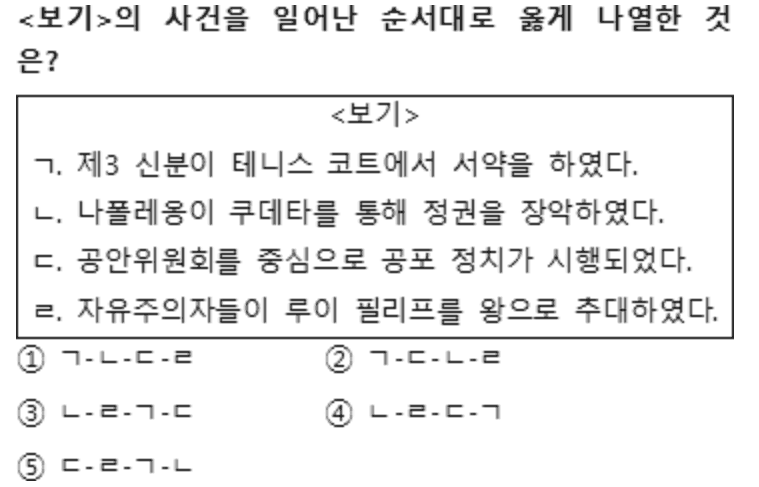 <보기>의 사건을 일어난 순서대로 옳게 나열한 것
은?
<보기>
ㄱ. 제3 신분이 테니스 코트에서 서약을 하였다.
ㄴ. 나폴레옹이 쿠데타를 통해 정권을 장악하였다.
ㄷ. 공안위원회를 중심으로 공포 정치가 시행되었다.
ㄹ. 자유주의자들이 루이 필리프를 왕으로 추대하였다.
① ㄱ-ㄴ-ㄷ-ㄹ ② ㄱ-ㄷ-ㄴ-ㄹ
③ ㄴ-ㄹ-ㄱ-ㄷ ④ ㄴ-ㄹ-ㄷ-ㄱ
⑤ ㄷ-ㄹ-ㄱ-ㄴ